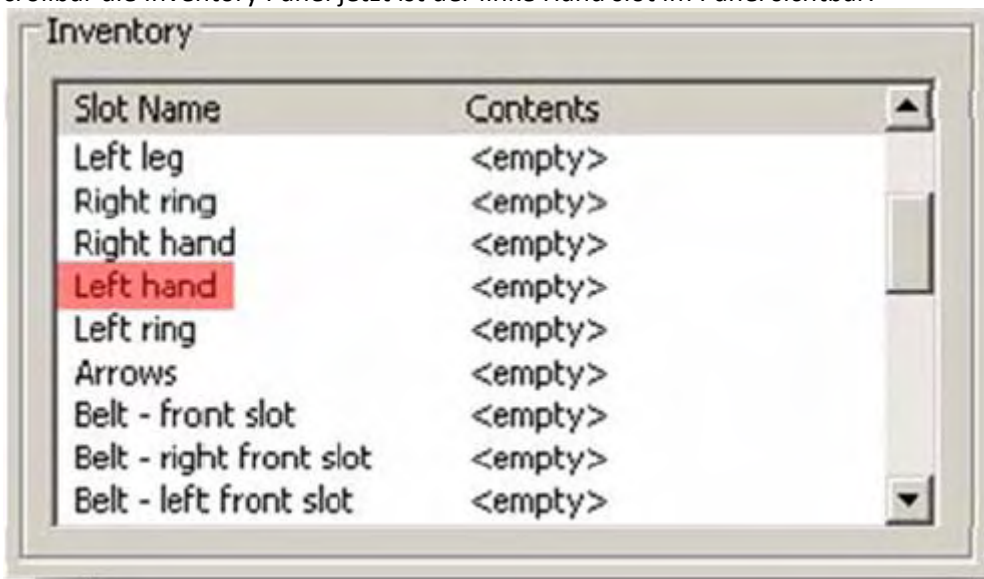 Inventory
Slot Name Contents
Left leg <empty>
Right ring <empty>
Right hand <empty>
Left hand <empty>
Left ring <empty>
Arrows <empty>
Belt - front slot <empty>
Belt - right front slot <empty>
Belt - left front slot <empty>